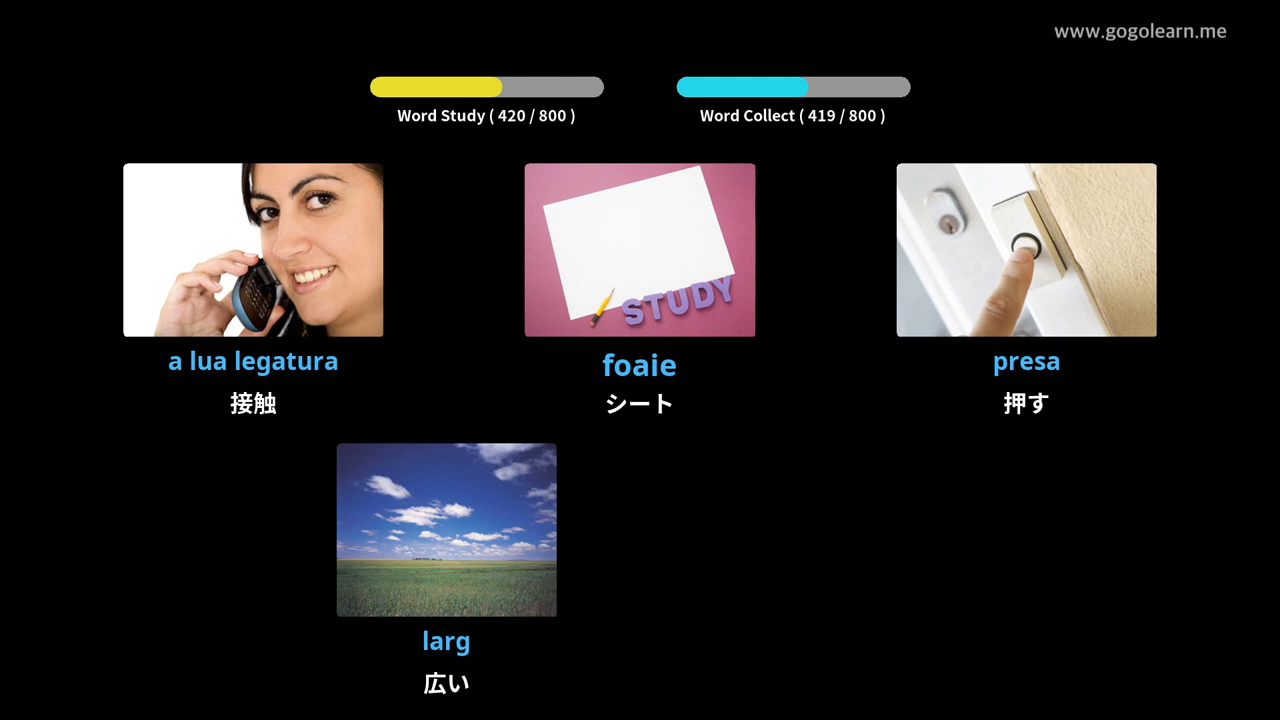 www.gogolearn.me
Word Study ( 420 / 800 )
Word Collect ( 419 / 800 )
STUDY
a lua legatura
接触
foaie
シート
presa
押す
larg
広い